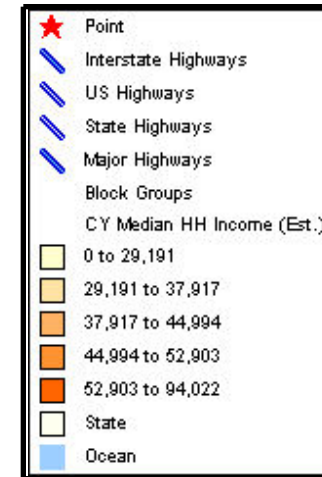 Point
Interstate Highways
US Highways
State Highways
Major Highways
Block Groups
CY Median HH Income (Est.)
0 to 29,191
29,191 to 37,917
37,917 to 44,994
44,994 to 52,903
52,903 to 94,022
State
Ocean